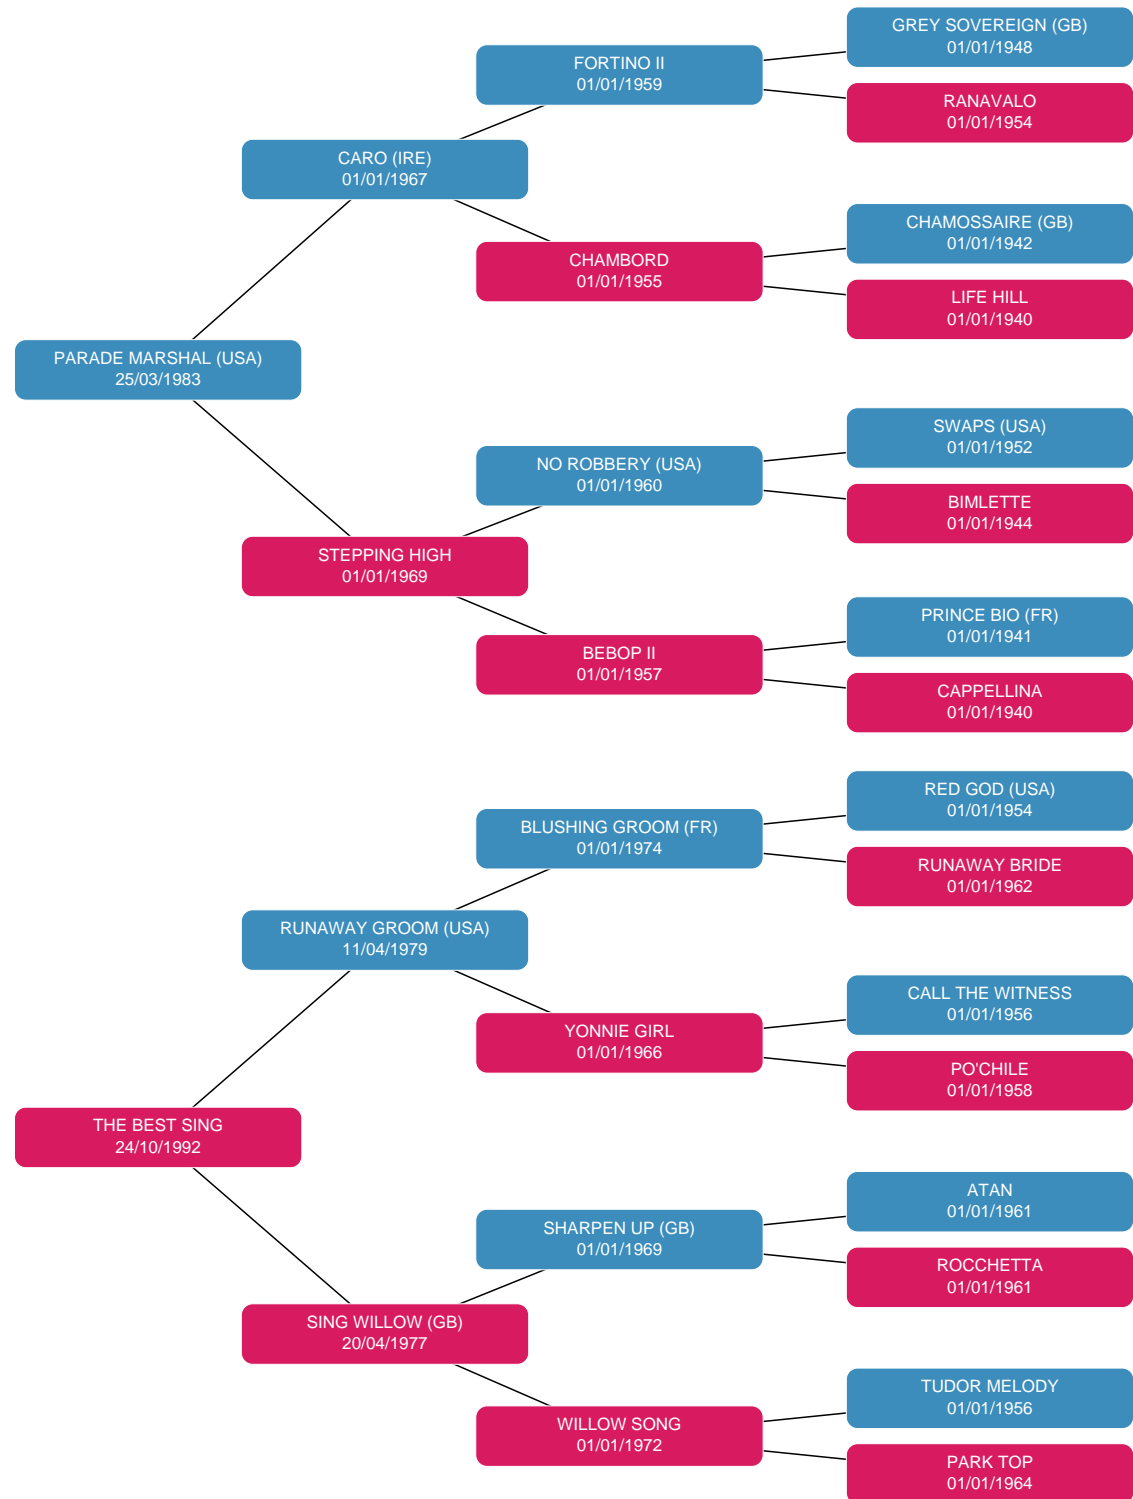 GREY SOVEREIGN (GB)
01/01/1948
FORTINO II
01/01/1959
RANAVALO
01/01/1954
CARO (IRE)
01/01/1967
CHAMOSSAIRE (GB)
01/01/1942
CHAMBORD
01/01/1955
LIFE HILL
01/01/1940
PARADE MARSHAL (USA)
25/03/1983
SWAPS (USA)
01/01/1952
NO ROBBERY (USA)
01/01/1960
BIMLETTE
01/01/1944
STEPPING HIGH
01/01/1969
PRINCE BIO (FR)
01/01/1941
BEBOP II
01/01/1957
CAPPELLINA
01/01/1940
RED GOD (USA)
01/01/1954
BLUSHING GROOM (FR)
01/01/1974
RUNAWAY BRIDE
01/01/1962
RUNAWAY GROOM (USA)
11/04/1979
CALL THE WITNESS
01/01/1956
YONNIE GIRL
01/01/1966
PO'CHILE
01/01/1958
THE BEST SING
24/10/1992
ATAN
01/01/1961
SHARPEN UP (GB)
01/01/1969
ROCCHETTA
01/01/1961
SING WILLOW (GB)
20/04/1977
TUDOR MELODY
01/01/1956
WILLOW SONG
01/01/1972
PARK TOP
01/01/1964